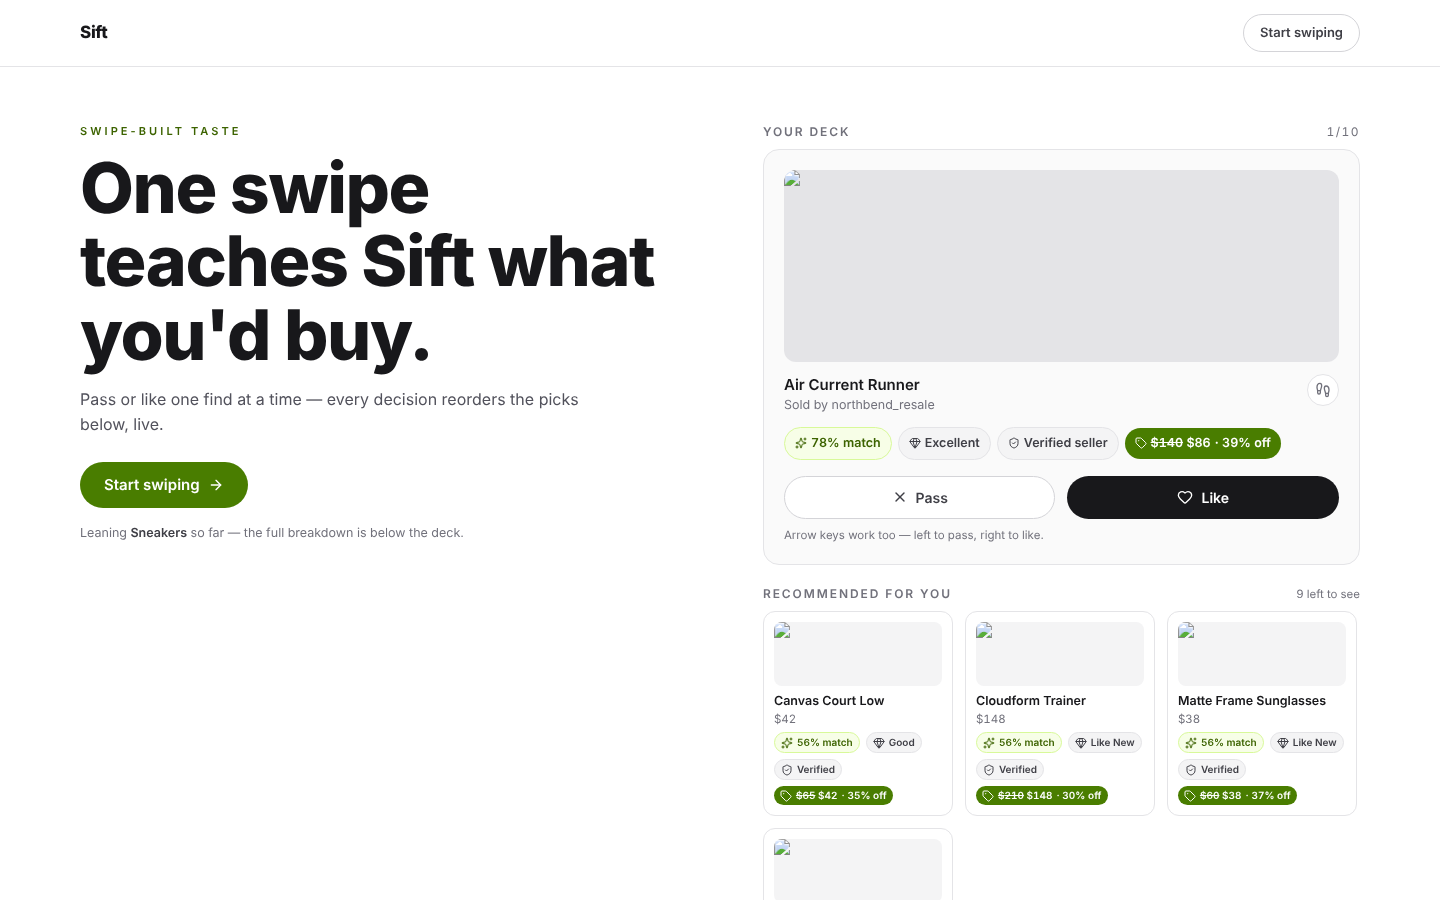 Sift
Start swiping
SWIPE-BUILT TASTE
One swipe
teaches Sift what
you'd buy.
Pass or like one find at a time — every decision reorders the picks
below, live.
Start swiping
Leaning Sneakers so far — the full breakdown is below the deck.
YOUR DECK
1/10
Air Current Runner
Sold by northbend_resale
78% match
Excellent
Verified seller
$140 $86 · 39% off
Pass
Like
Arrow keys work too — left to pass, right to like.
RECOMMENDED FOR YOU
9 left to see
Canvas Court Low
$42
56% match
Good
Verified
$65 $42 · 35% off
Cloudform Trainer
$148
56% match
Like New
Verified
$210 $148 · 30% off
Matte Frame Sunglasses
$38
56% match
Like New
Verified
$60 $38 · 37% off